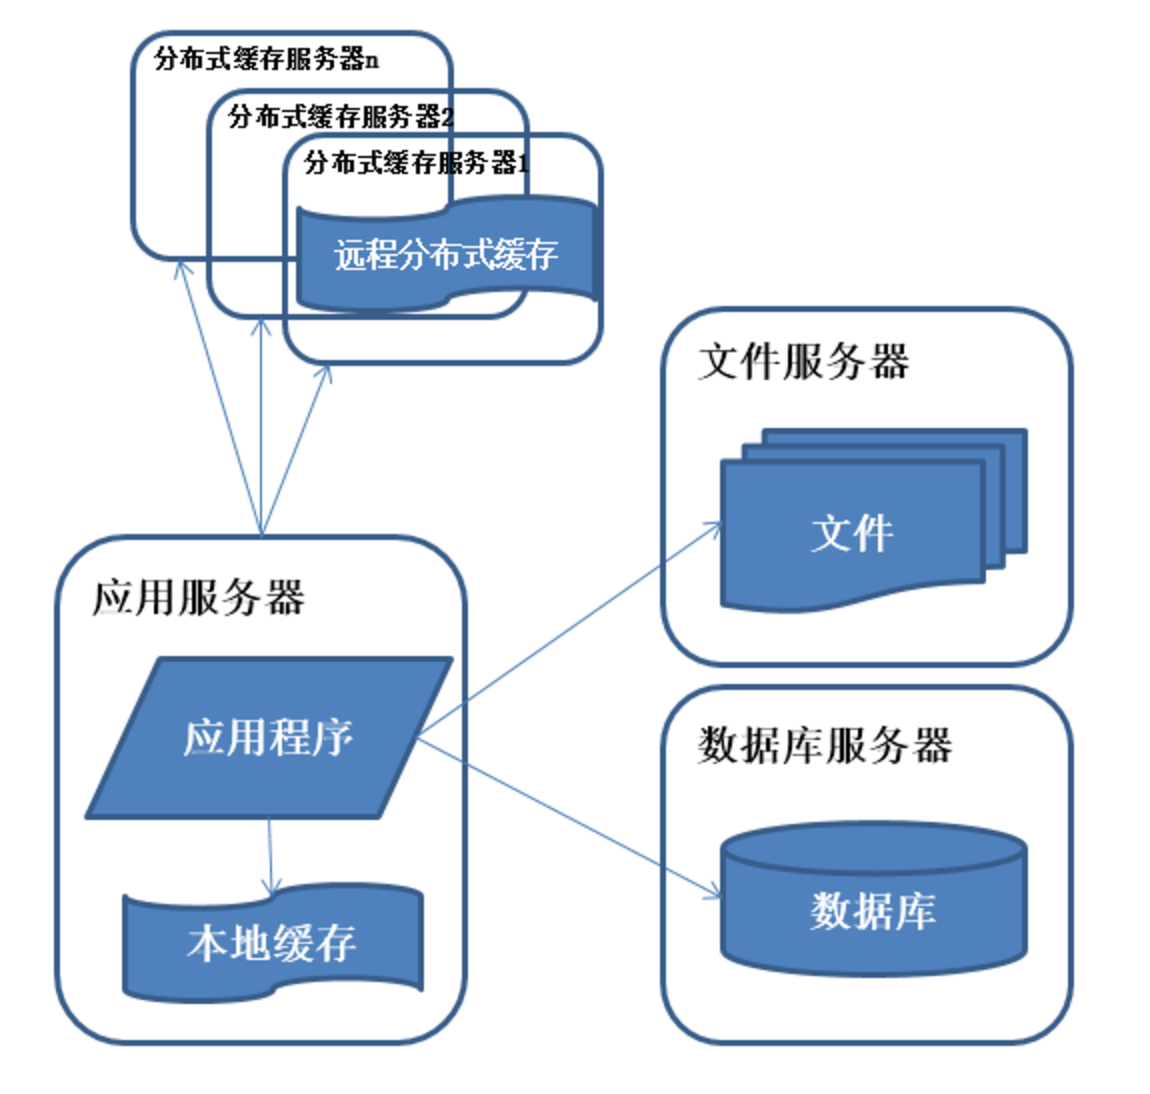 分布式缓存服务器n
分布式缓存服务器2
分布式缓存服务器1
远程分布式缓存
文件服务器
文件
应用服务器
应用程序
本地缓存
数据库服务器
数据库